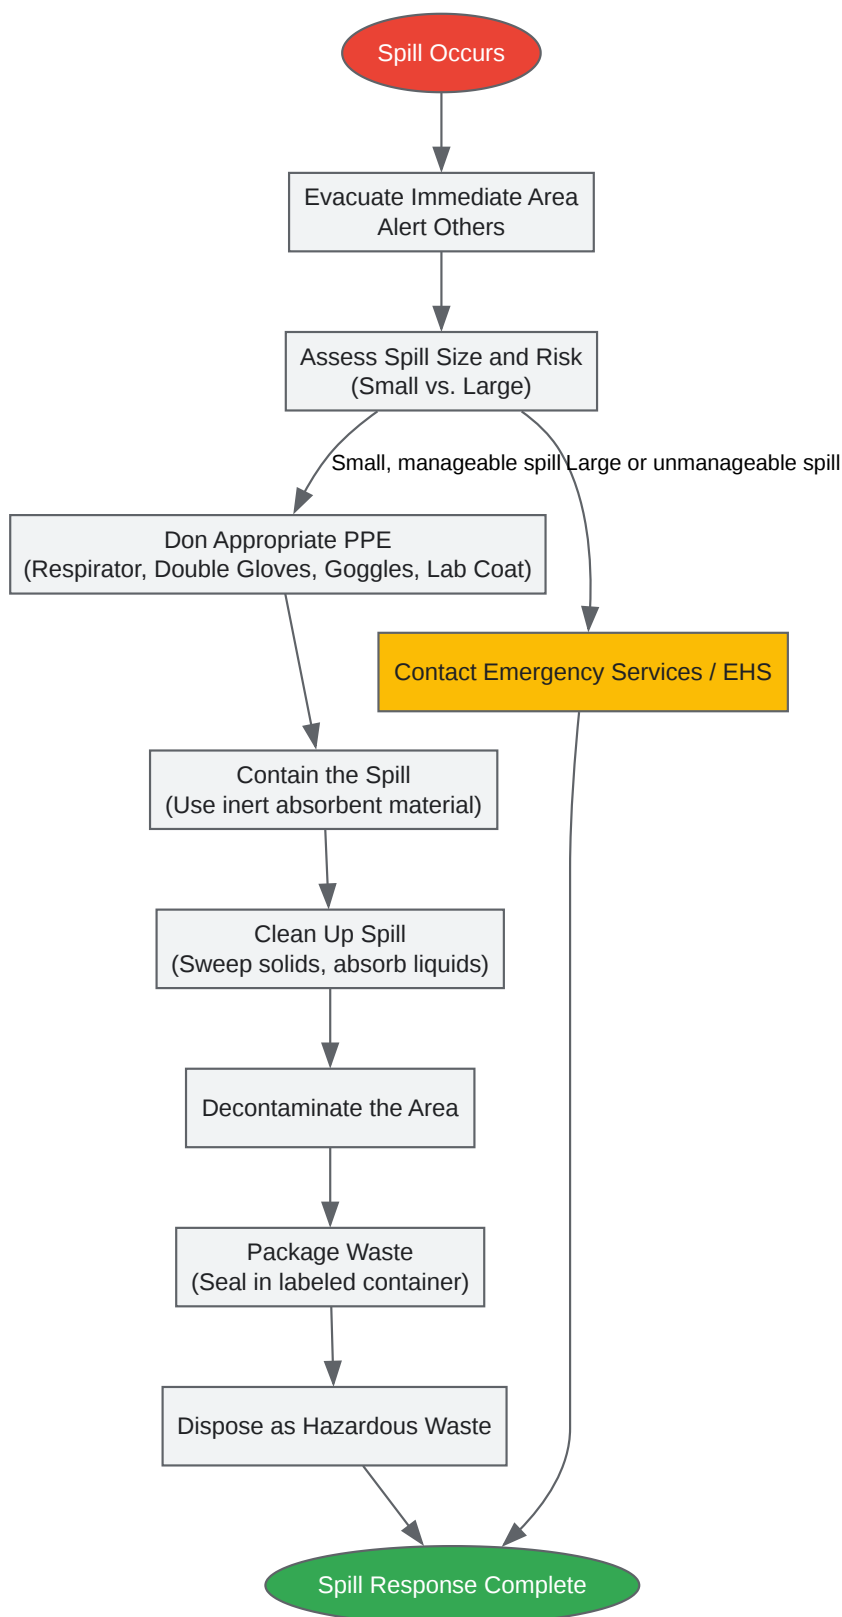 Spill Occurs
Evacuate Immediate Area
Alert Others
Assess Spill Size and Risk
(Small vs. Large)
Small, manageable spill
Large or unmanageable spill
Don Appropriate PPE
(Respirator, Double Gloves, Goggles, Lab Coat)
Contact Emergency Services / EHS
Contain the Spill
(Use inert absorbent material)
Clean Up Spill
(Sweep solids, absorb liquids)
Decontaminate the Area
Package Waste
(Seal in labeled container)
Dispose as Hazardous Waste
Spill Response Complete